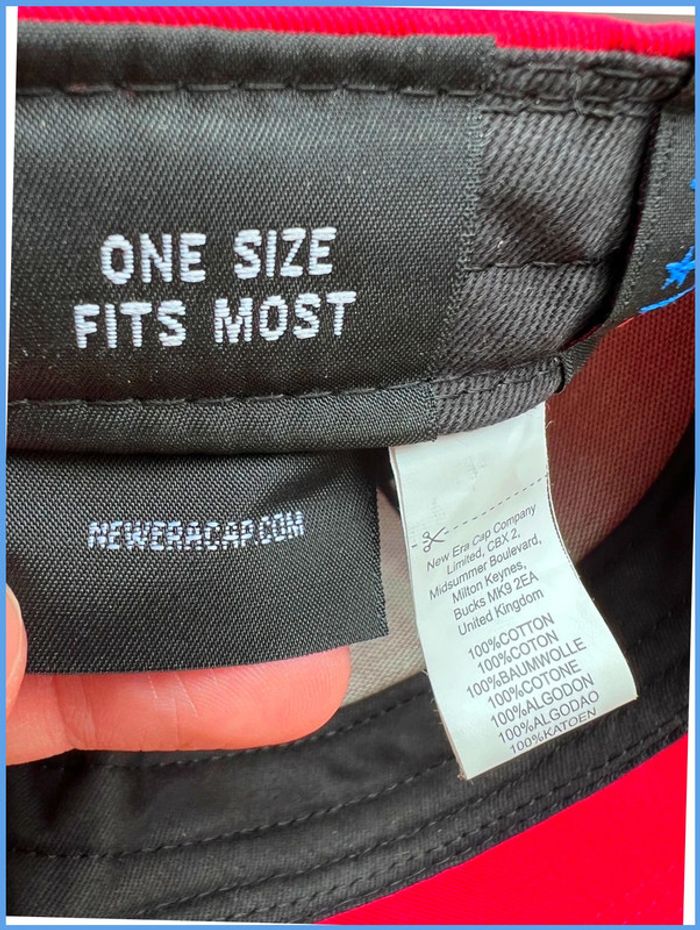 ONE SIZE
FITS MOST
NEWERACAP.COM
New Era Cap Company
Limited, CBX 2,
Midsummer Boulevard,
Milton Keynes,
Bucks MK9 2EA
United Kingdom
100%COTTON
100%COTON
100%BAUMWOLLE
100%COTONE
100%ALGODON
100%ALGODAO
100%KATOEN